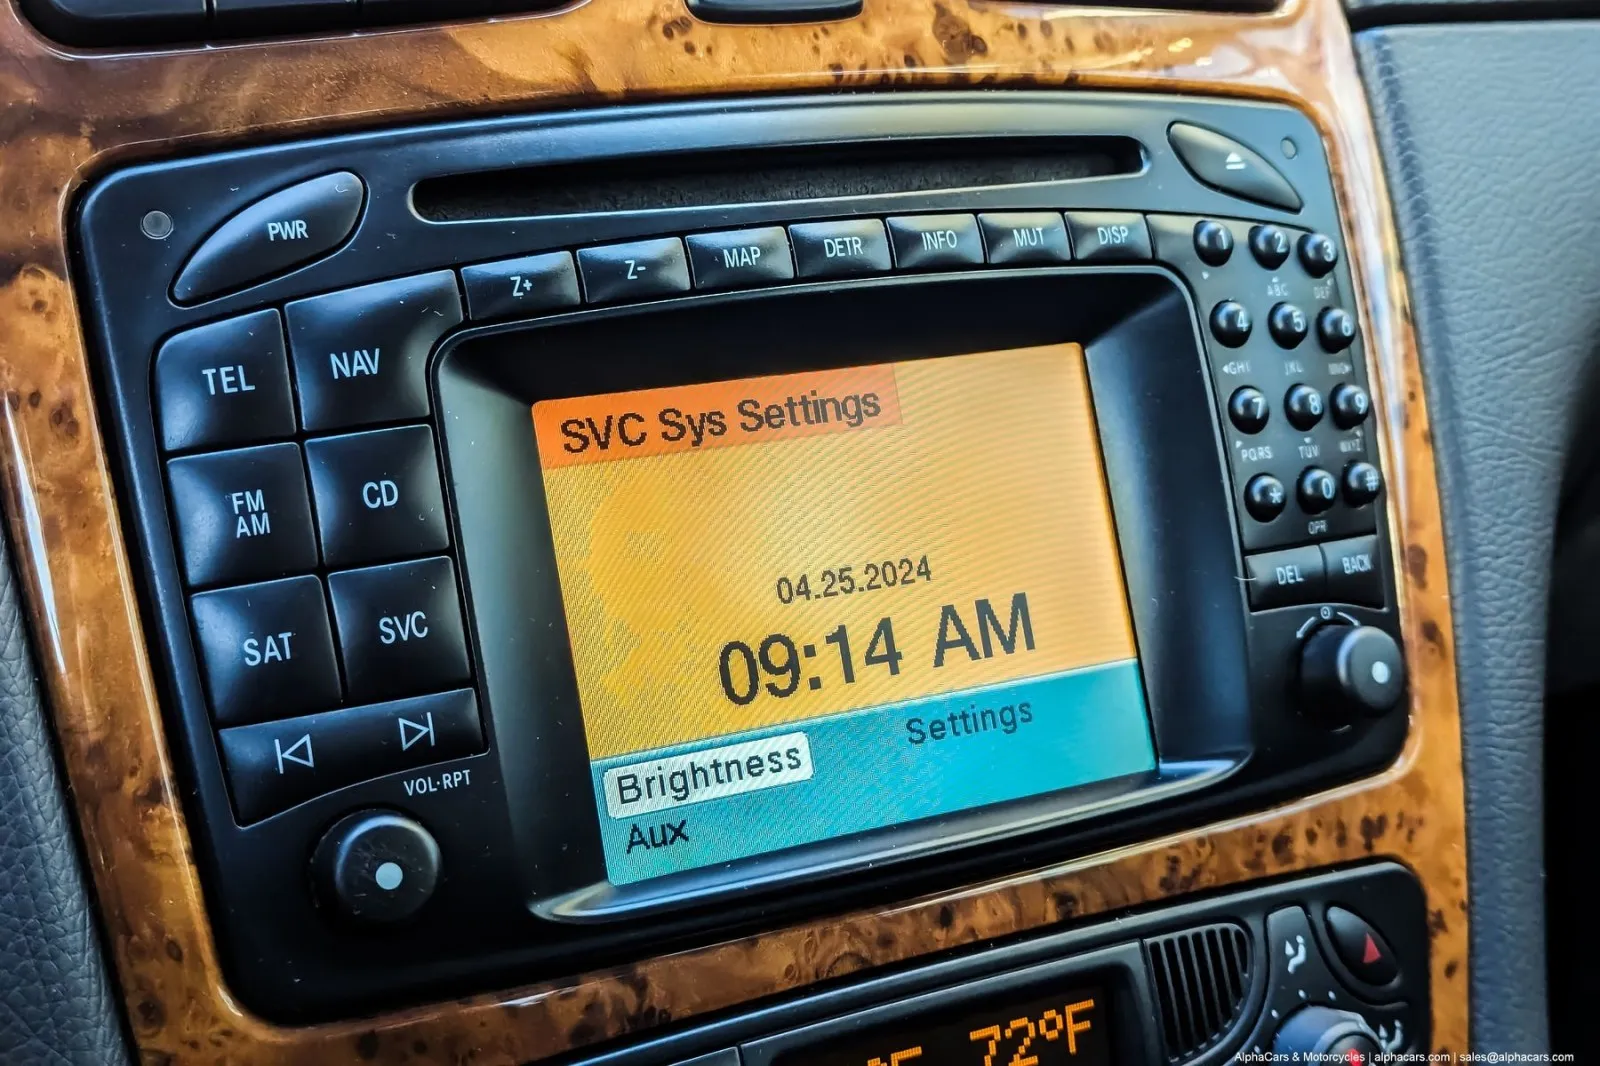 PWR
Z+
Z-
MAP
DETR
INFO
MUT
DISP
1 2 3
ABC DEF
4 5 6
GHI JKL MNO
7 8 9
PQRS TUV WXYZ
* 0 #
OPR
DEL BACK
TEL NAV
FM
AM
CD
SAT SVC
VOL·RPT
SVC Sys Settings
04.25.2024
09:14 AM
Brightness Settings
Aux
72°F
AlphaCars & Motorcycles | alphacars.com | sales@alphacars.com